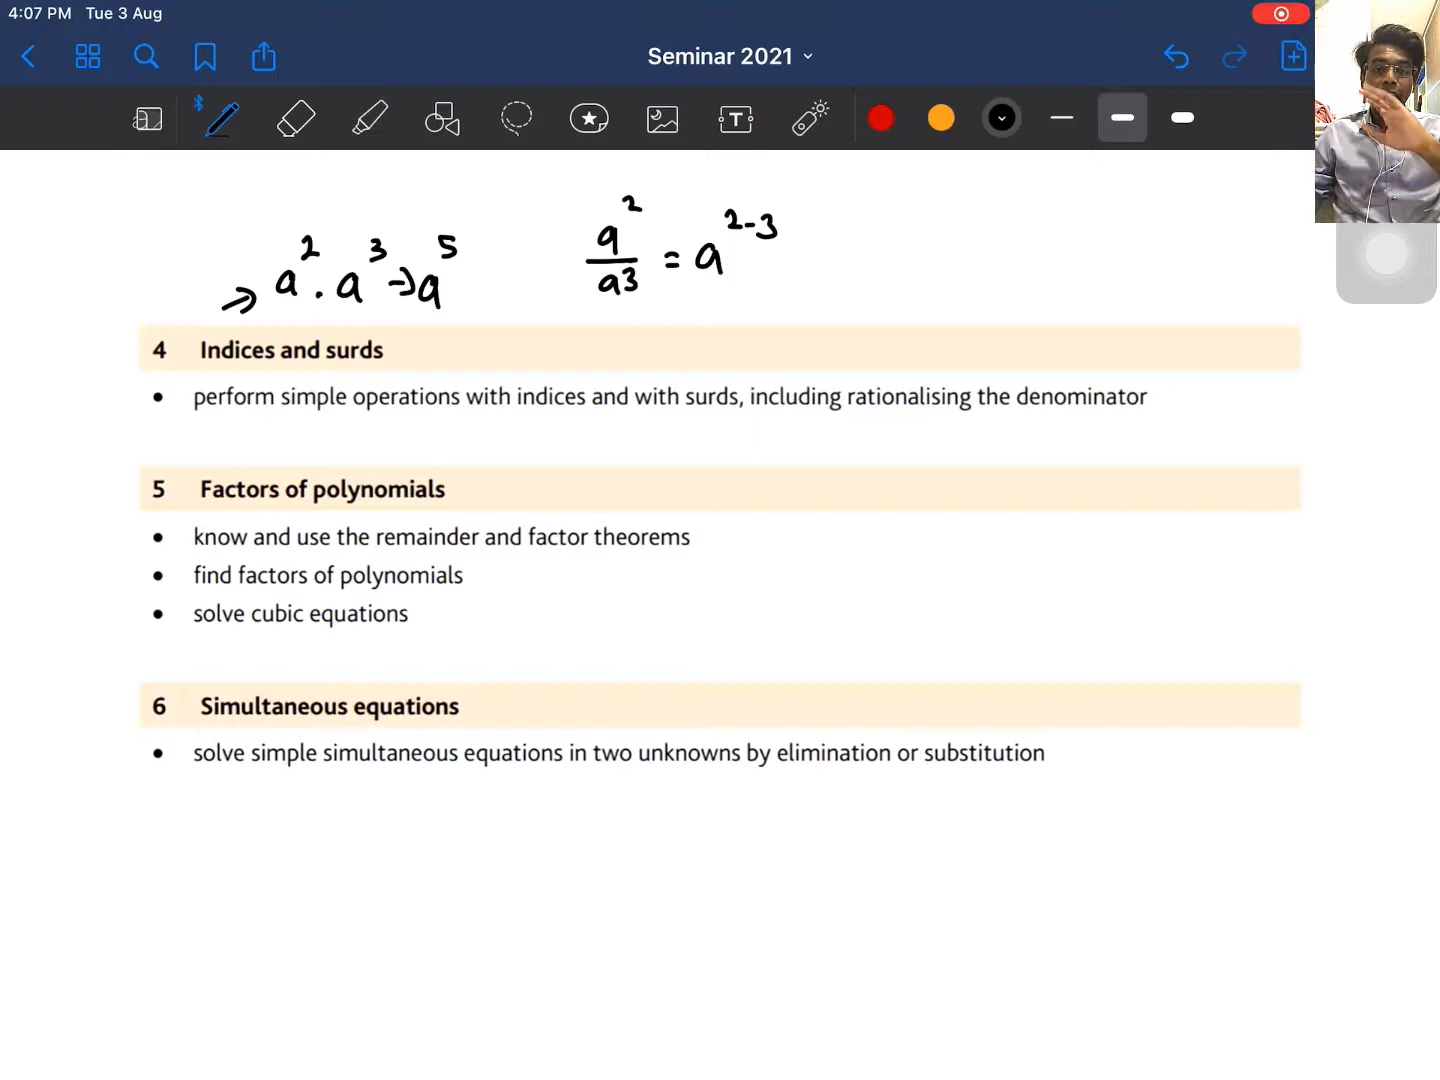 4:07 PM Tue 3 Aug
Seminar 2021
a² . a³ → a⁵
a²/a³ = a²⁻³
4 Indices and surds
• perform simple operations with indices and with surds, including rationalising the denominator
5 Factors of polynomials
• know and use the remainder and factor theorems
• find factors of polynomials
• solve cubic equations
6 Simultaneous equations
• solve simple simultaneous equations in two unknowns by elimination or substitution